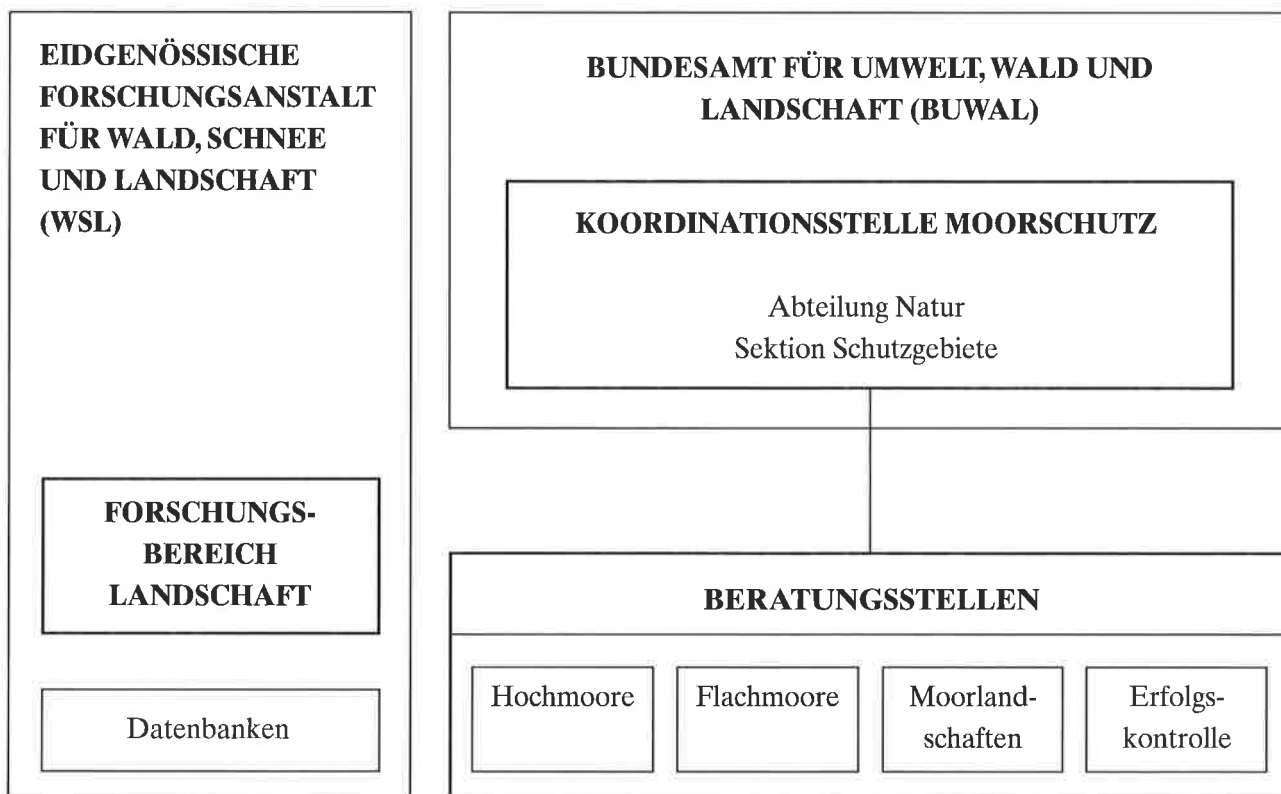 EIDGENÖSSISCHE
FORSCHUNGSANSTALT
FÜR WALD, SCHNEE
UND LANDSCHAFT
(WSL)
FORSCHUNGS-
BEREICH
LANDSCHAFT
Datenbanken
BUNDESAMT FÜR UMWELT, WALD UND
LANDSCHAFT (BUWAL)
KOORDINATIONSSTELLE MOORSCHUTZ
Abteilung Natur
Sektion Schutzgebiete
BERATUNGSSTELLEN
Hochmoore
Flachmoore
Moorland-
schaften
Erfolgs-
kontrolle